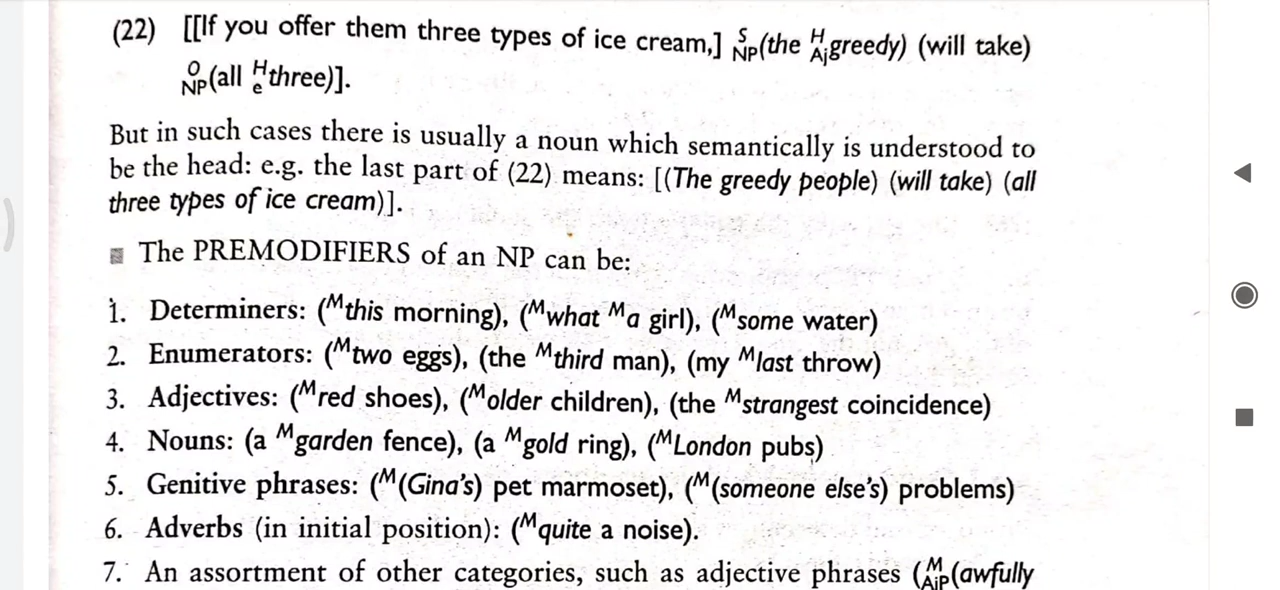 (22) [[If you offer them three types of ice cream,] S NP(the H Aj greedy) (will take)
O NP(all H e three)].
But in such cases there is usually a noun which semantically is understood to
be the head: e.g. the last part of (22) means: [(The greedy people) (will take) (all
three types of ice cream)].
■ The PREMODIFIERS of an NP can be:
1. Determiners: (Mthis morning), (Mwhat Ma girl), (Msome water)
2. Enumerators: (Mtwo eggs), (the Mthird man), (my Mlast throw)
3. Adjectives: (Mred shoes), (Molder children), (the Mstrangest coincidence)
4. Nouns: (a Mgarden fence), (a Mgold ring), (MLondon pubs)
5. Genitive phrases: (M(Gina's) pet marmoset), (M(someone else's) problems)
6. Adverbs (in initial position): (Mquite a noise).
7. An assortment of other categories, such as adjective phrases (M AjP(awfully